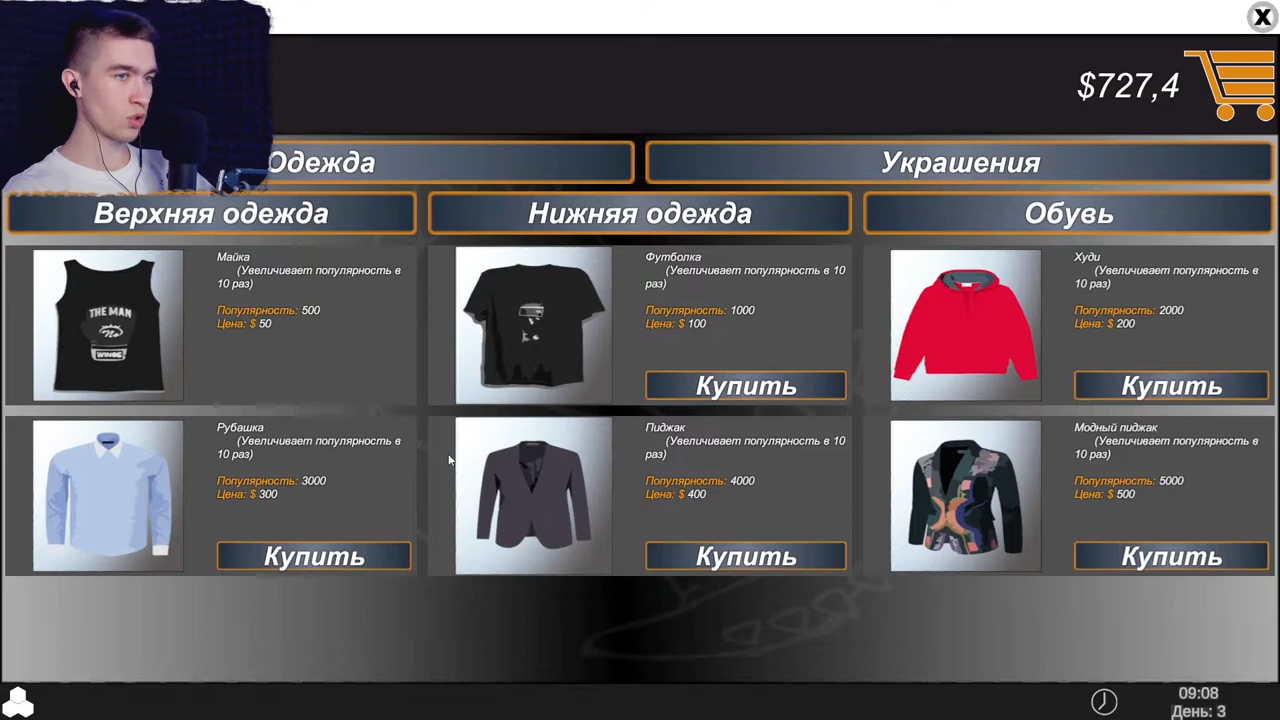 X
$727,4
Одежда
Украшения
Верхняя одежда
Нижняя одежда
Обувь
Майка
(Увеличивает популярность в
10 раз)
Популярность: 500
Цена: $ 50
THE MAN
Футболка
(Увеличивает популярность в 10
раз)
Популярность: 1000
Цена: $ 100
Купить
Худи
(Увеличивает популярность в
10 раз)
Популярность: 2000
Цена: $ 200
Купить
Рубашка
(Увеличивает популярность в
10 раз)
Популярность: 3000
Цена: $ 300
Купить
Пиджак
(Увеличивает популярность в 10
раз)
Популярность: 4000
Цена: $ 400
Купить
Модный пиджак
(Увеличивает популярность в
10 раз)
Популярность: 5000
Цена: $ 500
Купить
09:08
День: 3